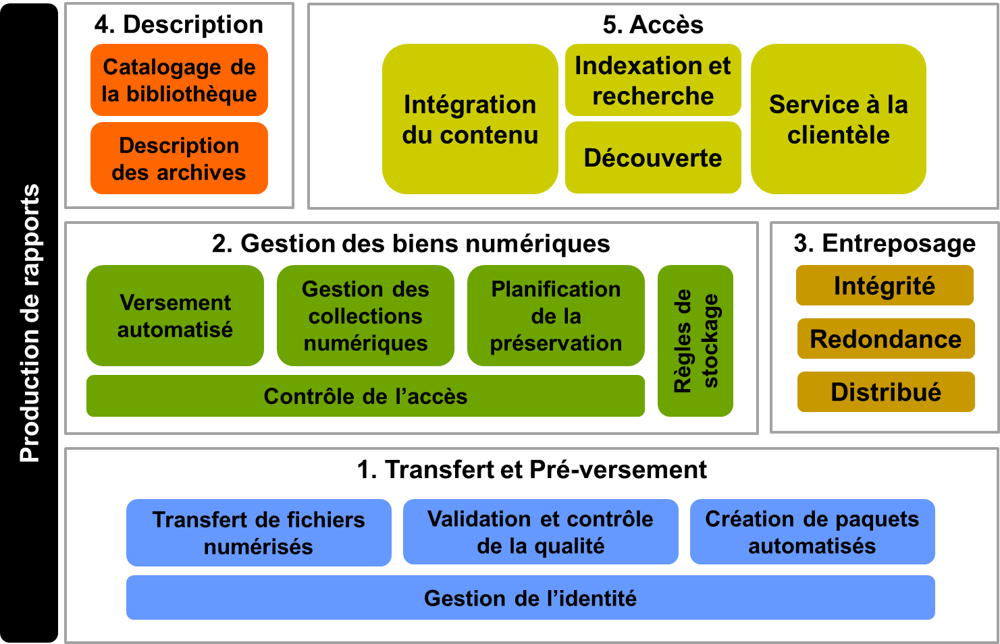 Production de rapports
4. Description
Catalogage de
la bibliothèque
Description
des archives
5. Accès
Intégration
du contenu
Indexation et
recherche
Découverte
Service à la
clientèle
2. Gestion des biens numériques
Versement
automatisé
Gestion des
collections
numériques
Planification
de la
préservation
Règles de
stockage
Contrôle de l’accès
3. Entreposage
Intégrité
Redondance
Distribué
1. Transfert et Pré-versement
Transfert de fichiers
numérisés
Validation et contrôle
de la qualité
Création de paquets
automatisés
Gestion de l’identité